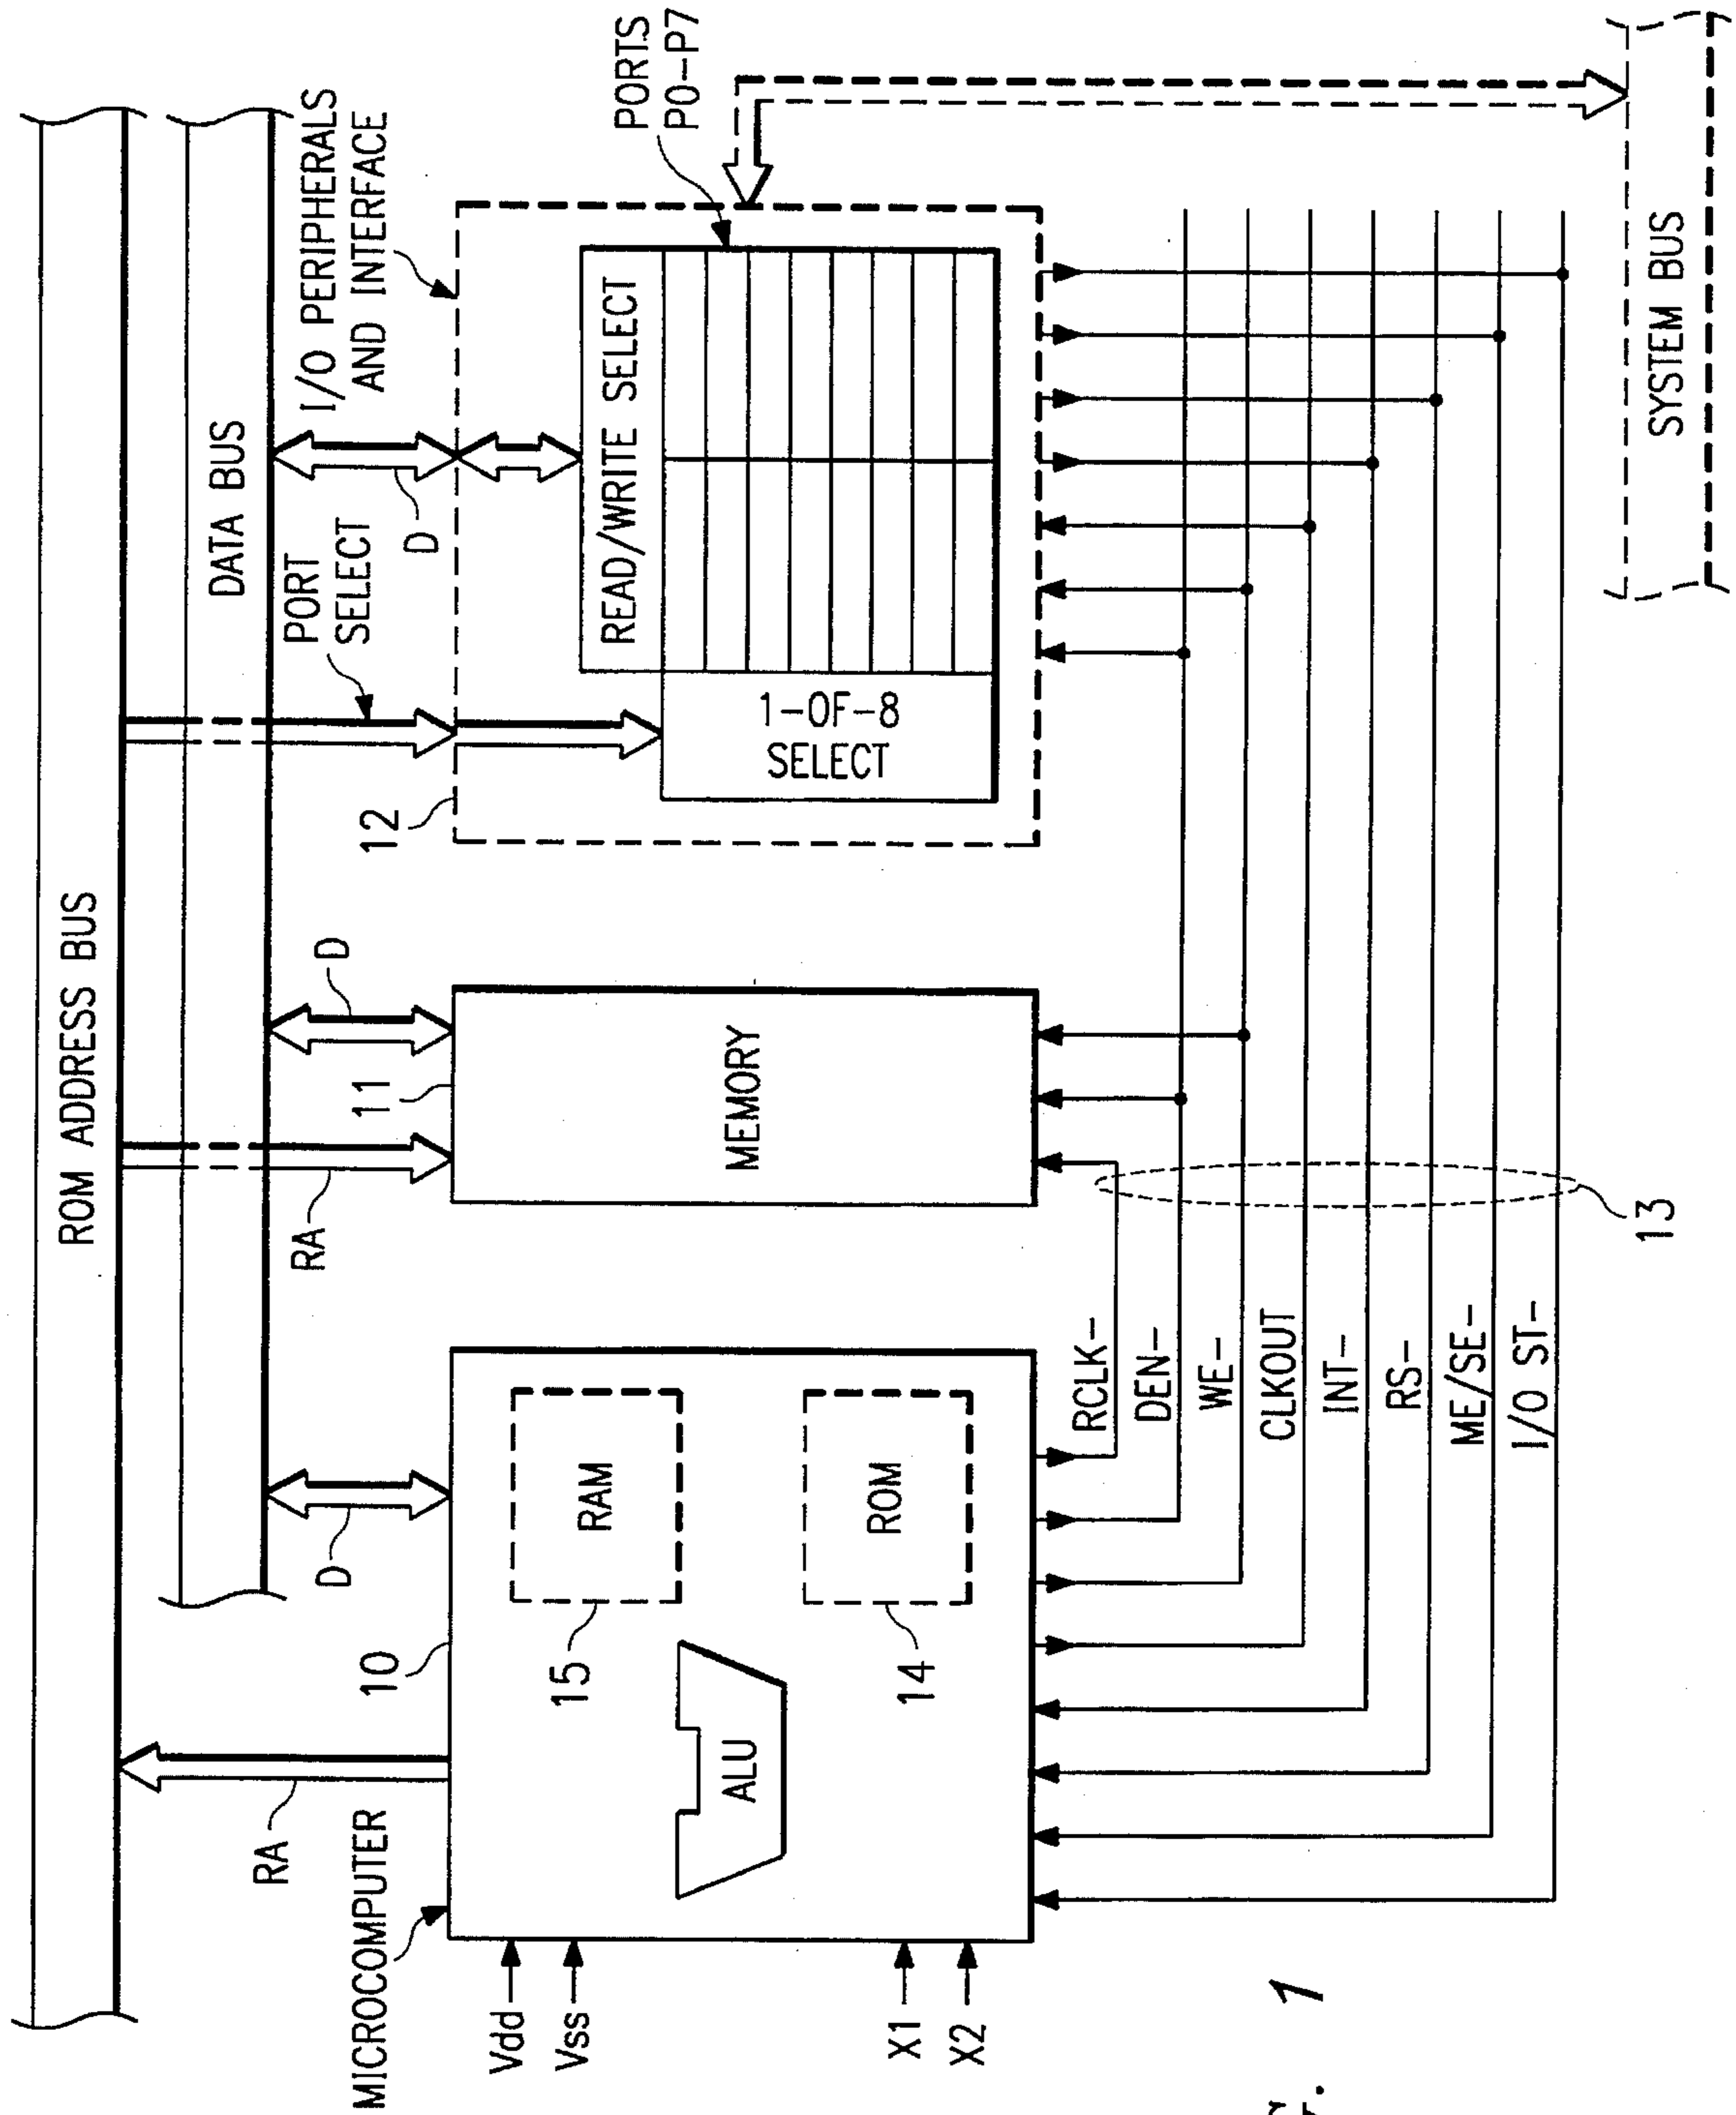 ROM ADDRESS BUS
DATA BUS
RA
D
RA
D
PORT
SELECT
D
I/O PERIPHERALS
AND INTERFACE
MICROCOMPUTER
10
11
12
Vdd
Vss
X1
X2
15
RAM
ALU
14
ROM
MEMORY
READ/WRITE SELECT
1-OF-8
SELECT
PORTS
P0-P7
RCLK-
DEN-
WE-
CLKOUT
INT-
RS-
ME/SE-
I/O ST-
13
SYSTEM BUS
1